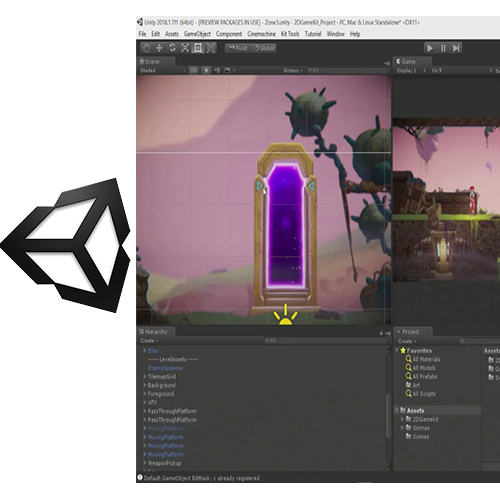 Unity 2018.1.7f1 (64bit) - [PREVIEW PACKAGES IN USE] - Zone3.unity - 2DGameKit_Project - PC, Mac & Linux Standalone* <DX11>
File Edit Assets GameObject Component Cinemachine Kit Tools Tutorial Window Help
Pivot Global
Scene
Game
Shaded 2D Gizmos All
Display 1 16:9
Hierarchy
Create All
Ellen
----- LevelAssets -----
EnemySpawner
TilemapGrid
Background
Foreground
VFX
PassThroughPlatform
PassThroughPlatform
MovingPlatform
MovingPlatform
MovingPlatform
MovingPlatform
WeaponPickup
Project
Create
Favorites
All Materials
All Models
All Prefabs
Art
All Scripts
Assets
2DGamekit
Gizmos
Scenes
Assets
Default GameObject BitMask: c already registered